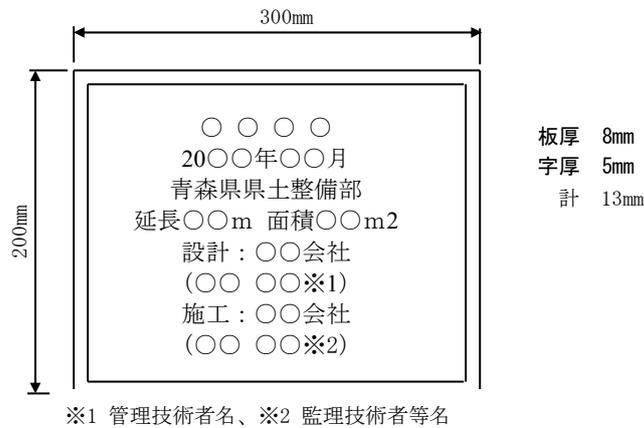 300mm
200mm
○ ○ ○ ○
20○○年○○月
青森県県土整備部
延長○○m 面積○○m2
設計：○○会社
(○○ ○○※1)
施工：○○会社
(○○ ○○※2)
板厚 8mm
字厚 5mm
計 13mm
※1 管理技術者名、※2 監理技術者等名